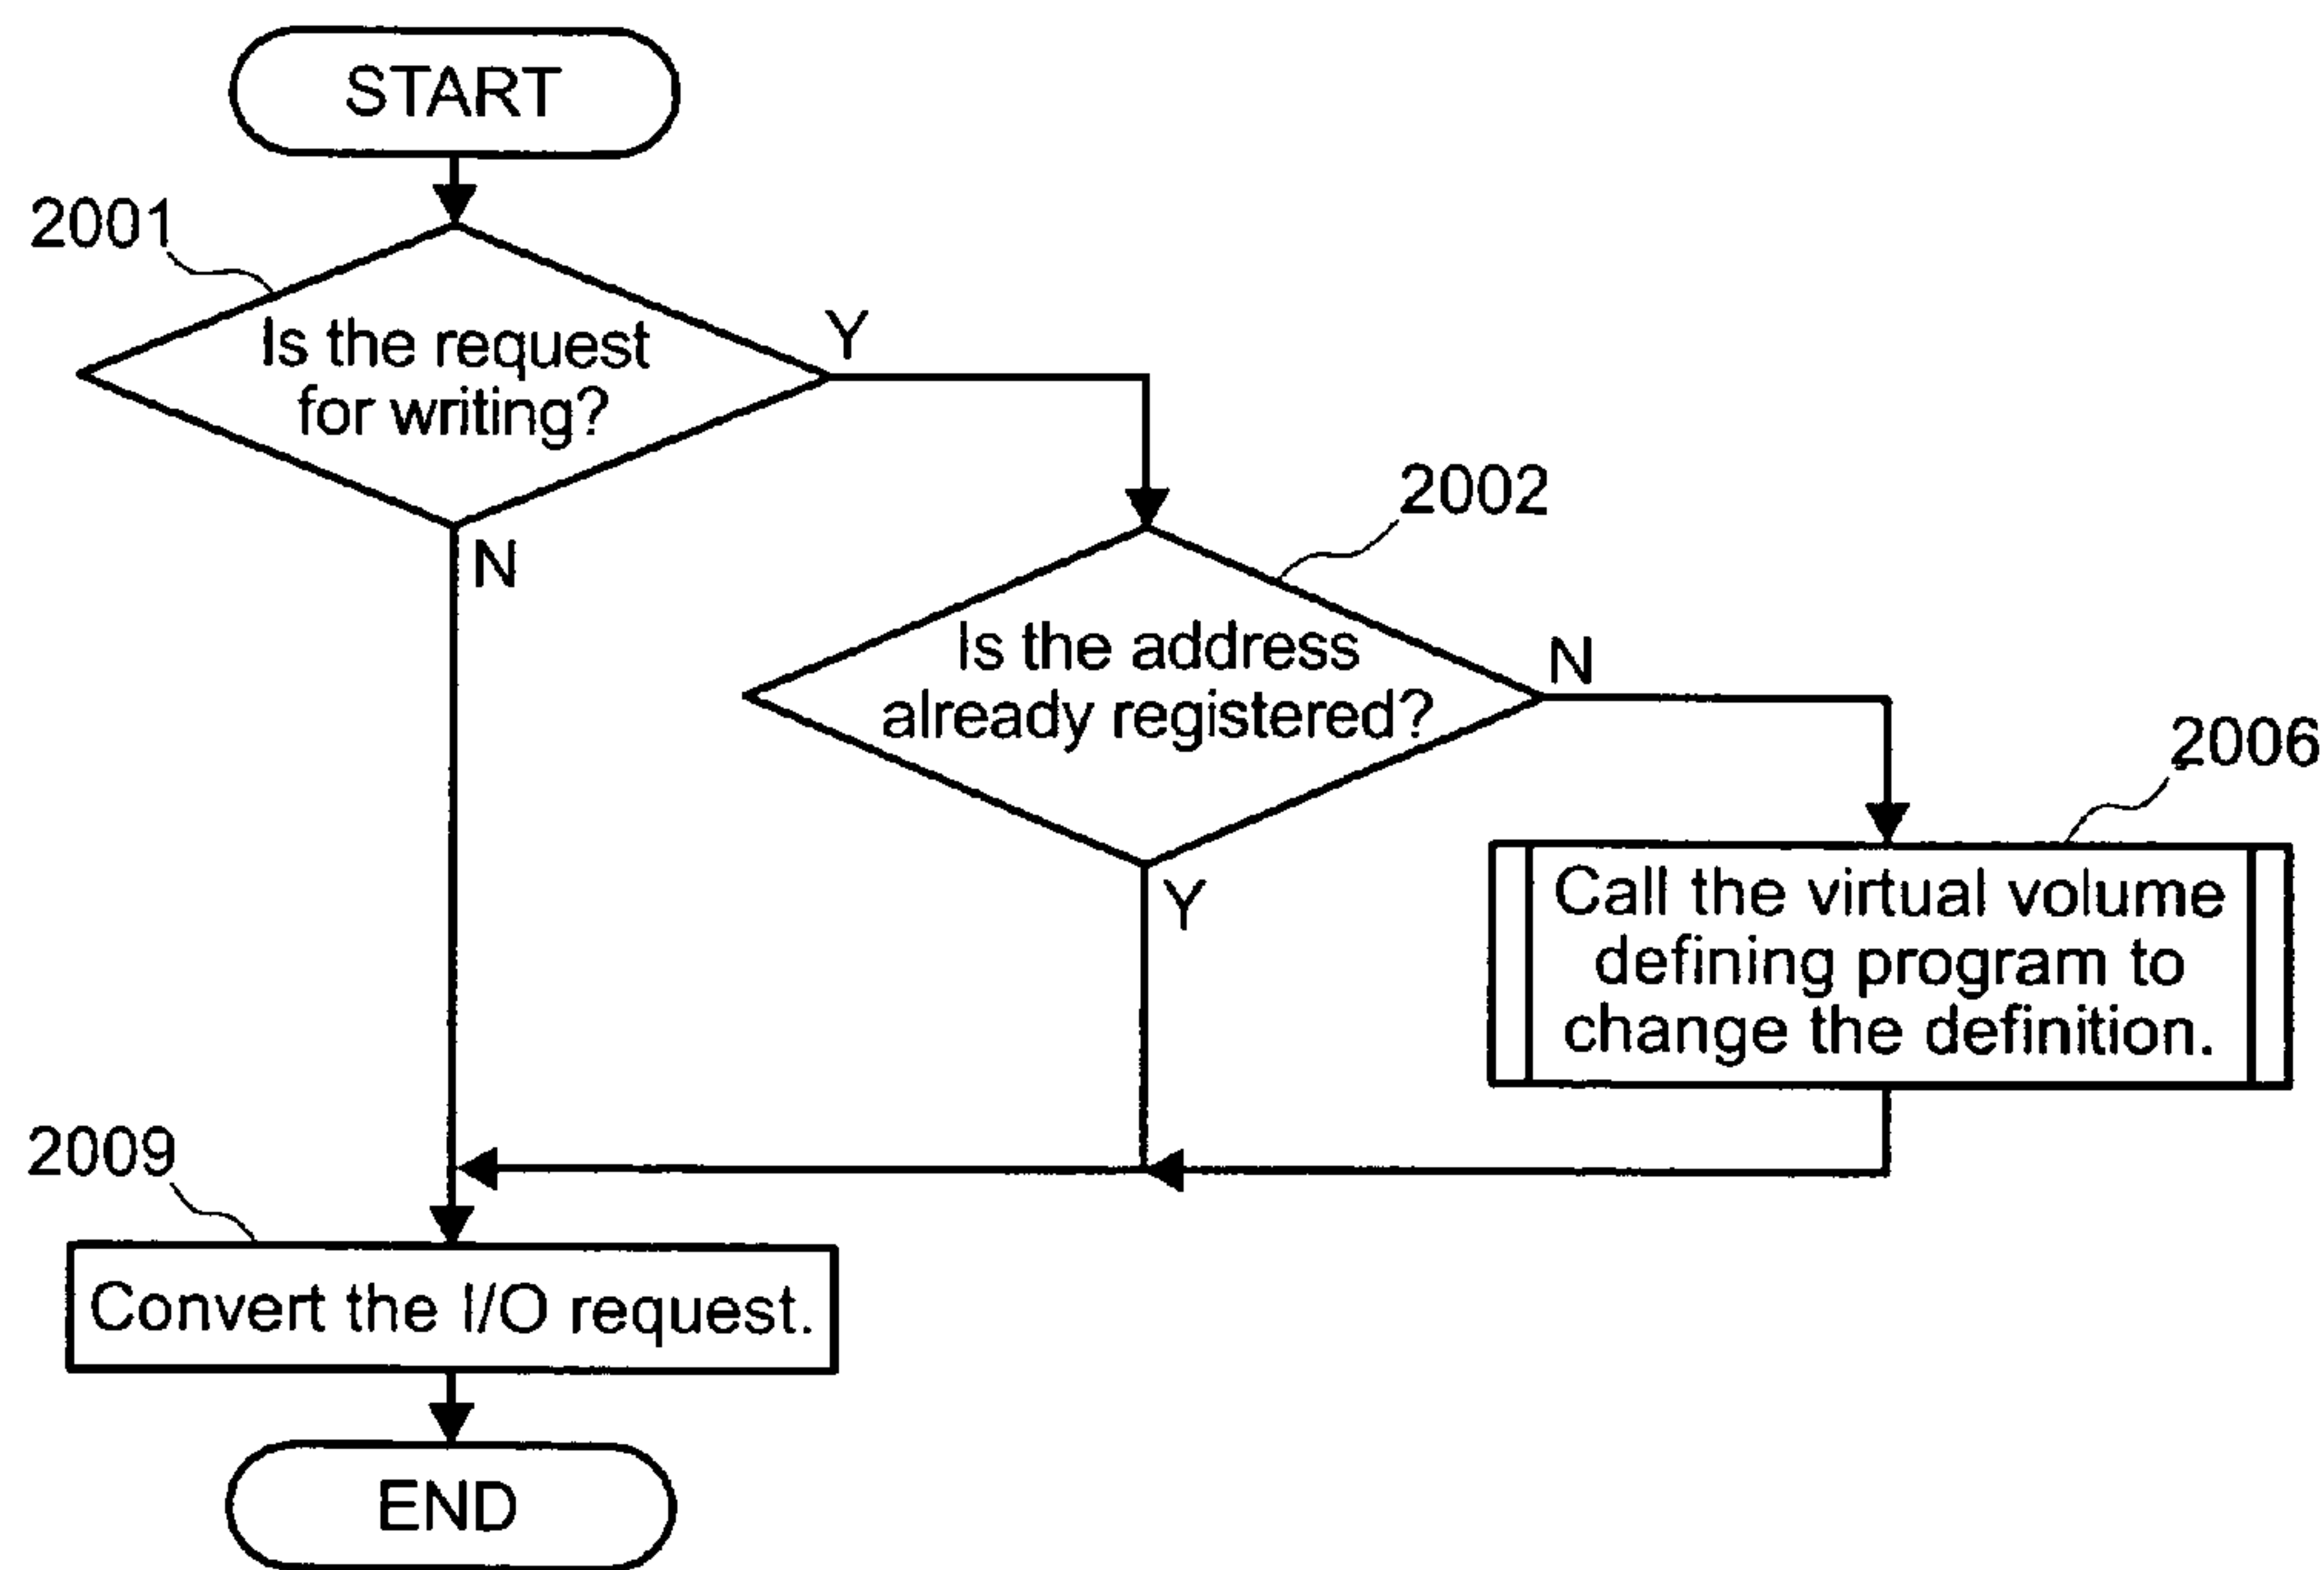 START
2001
Is the request
for writing?
Y
N
2002
Is the address
already registered?
N
Y
2006
Call the virtual volume
defining program to
change the definition.
2009
Convert the I/O request.
END